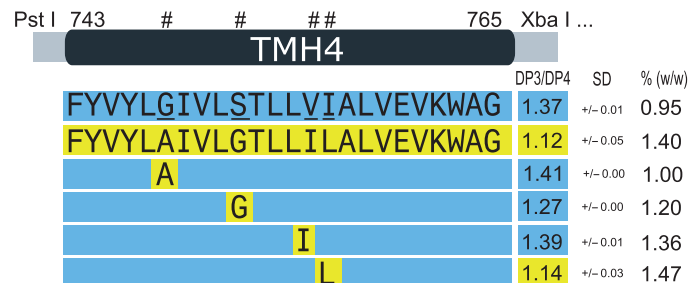 Pst I 743 # # # # 765 Xba I ...
TMH4
DP3/DP4 SD % (w/w)
FYVYLGIVLSTLLVIALVEVKWAG 1.37 +/– 0.01 0.95
FYVYLAIVLGTLLILALVEVKWAG 1.12 +/– 0.05 1.40
A 1.41 +/– 0.00 1.00
G 1.27 +/– 0.00 1.20
I 1.39 +/– 0.01 1.36
L 1.14 +/– 0.03 1.47